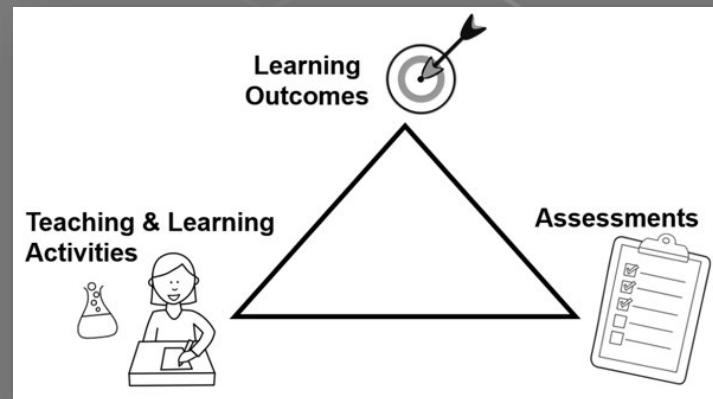 Learning
Outcomes
Teaching & Learning
Activities
Assessments